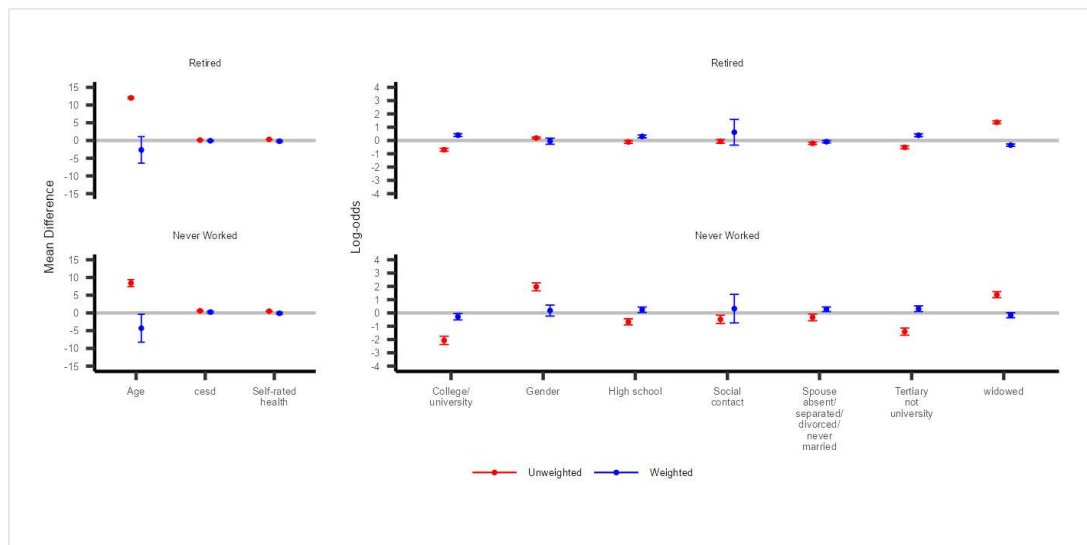 Retired
Retired
15
10
5
0
-5
-10
-15
4
3
2
1
0
-1
-2
-3
-4
Mean Difference
Log-odds
Never Worked
Never Worked
15
10
5
0
-5
-10
-15
4
3
2
1
0
-1
-2
-3
-4
Age
cesd
Self-rated
health
College/
university
Gender
High school
Social
contact
Spouse
absent/
separated/
divorced/
never
married
Tertiary
not
university
widowed
Unweighted
Weighted